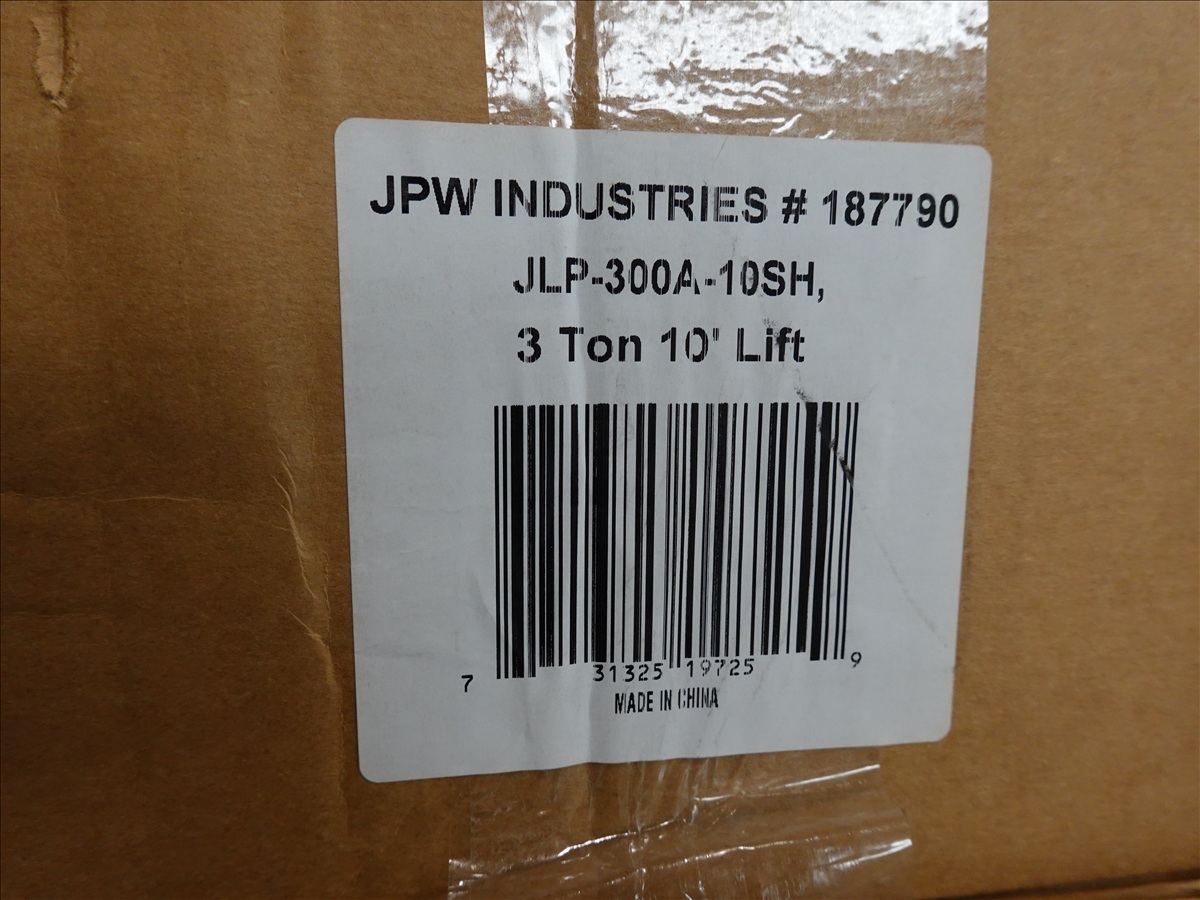 JPW INDUSTRIES # 187790
JLP-300A-10SH,
3 Ton 10' Lift
7 31325 19725 9
MADE IN CHINA